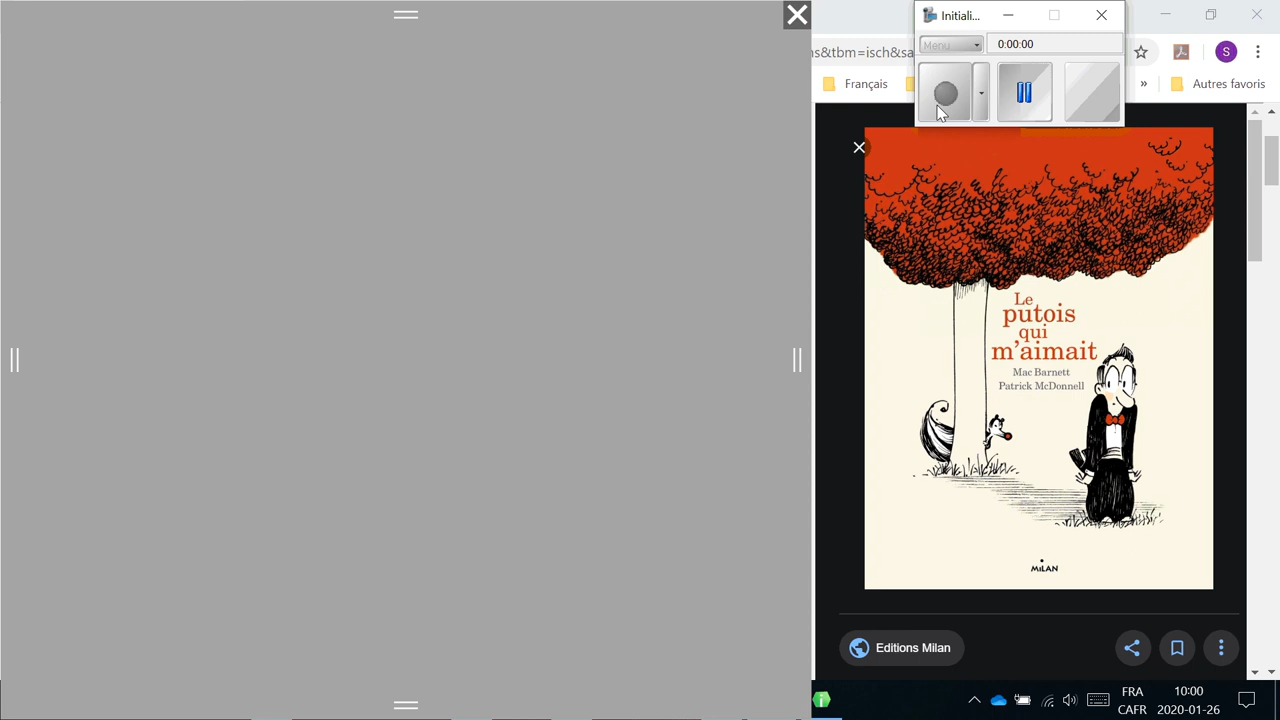 Initiali...
Menu
0:00:00
ns&tbm=isch&sa
S
Français
»
Autres favoris
Le
putois
qui
m'aimait
Mac Barnett
Patrick McDonnell
MiLAN
Editions Milan
FRA
CAFR
10:00
2020-01-26